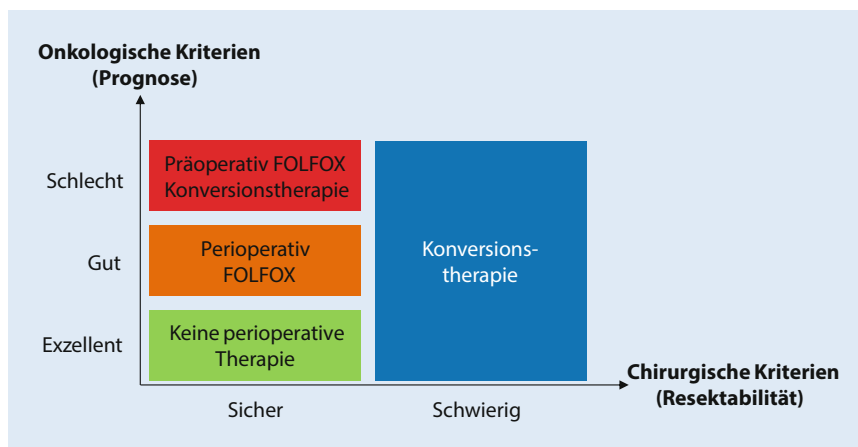 Onkologische Kriterien
(Prognose)
Schlecht
Präoperativ FOLFOX
Konversionstherapie
Gut
Perioperativ
FOLFOX
Konversions-
therapie
Exzellent
Keine perioperative
Therapie
Chirurgische Kriterien
(Resektabilität)
Sicher
Schwierig